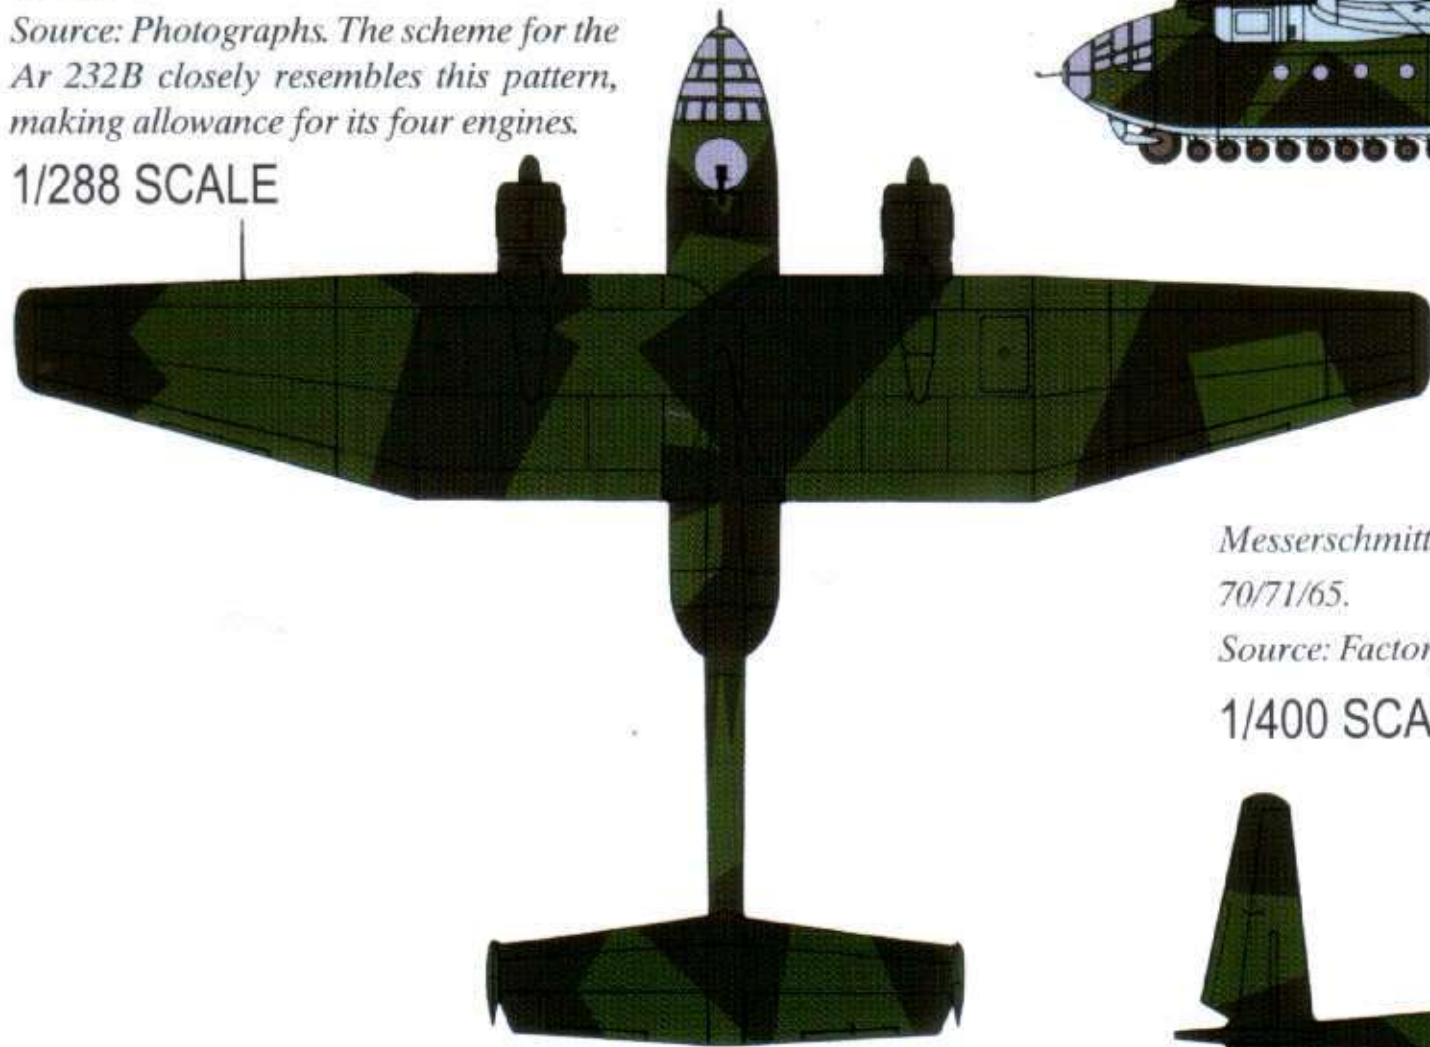 Source: Photographs. The scheme for the
Ar 232B closely resembles this pattern,
making allowance for its four engines.
1/288 SCALE
Messerschmitt
70/71/65.
Source: Factor
1/400 SCA